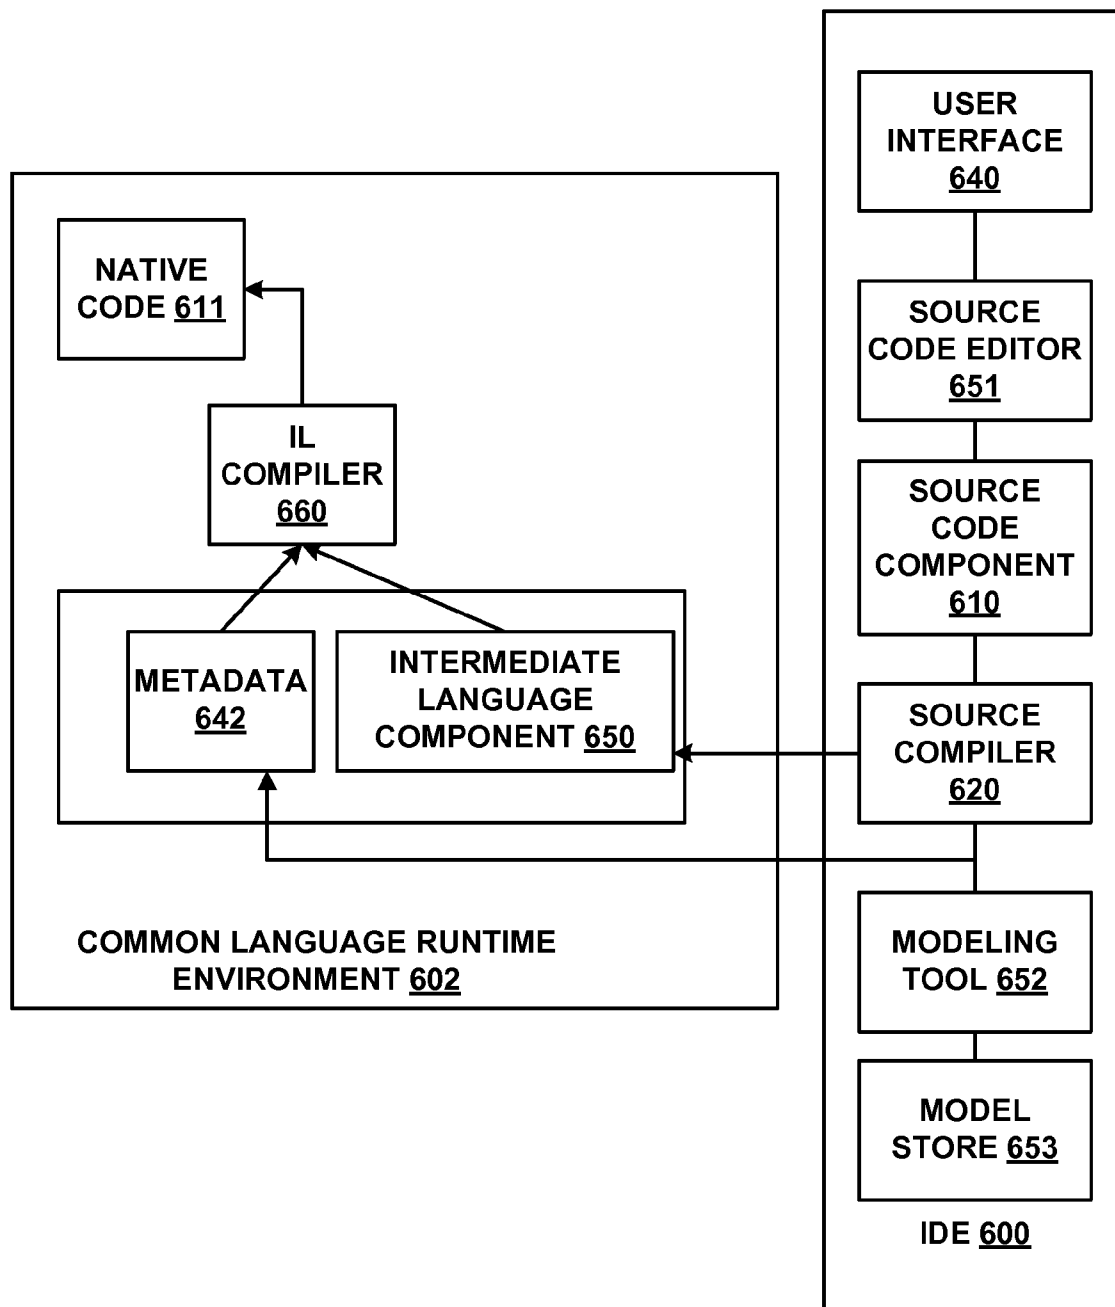 USER
INTERFACE
640
NATIVE
CODE 611
SOURCE
CODE EDITOR
651
IL
COMPILER
660
SOURCE
CODE
COMPONENT
610
METADATA
642
INTERMEDIATE
LANGUAGE
COMPONENT 650
SOURCE
COMPILER
620
COMMON LANGUAGE RUNTIME
ENVIRONMENT 602
MODELING
TOOL 652
MODEL
STORE 653
IDE 600